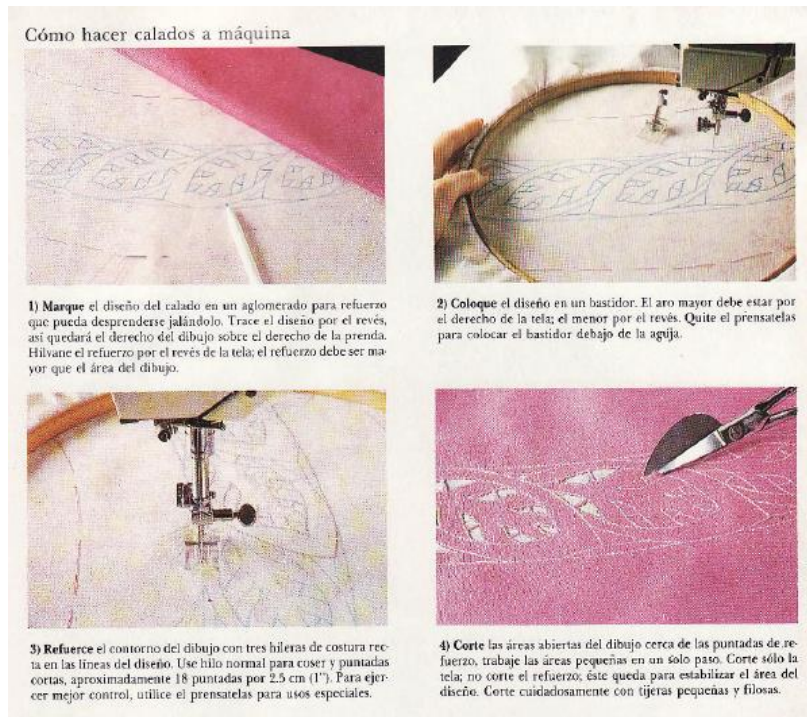 Cómo hacer calados a máquina
1) Marque el diseño del calado en un aglomerado para refuerzo
que pueda desprenderse jalándolo. Trace el diseño por el revés,
así quedará el derecho del dibujo sobre el derecho de la prenda.
Hilvane el refuerzo por el revés de la tela; el refuerzo debe ser ma-
yor que el área del dibujo.
2) Coloque el diseño en un bastidor. El aro mayor debe estar por
el derecho de la tela; el menor por el revés. Quite el prensatelas
para colocar el bastidor debajo de la aguja.
3) Refuerce el contorno del dibujo con tres hileras de costura rec-
ta en las líneas del diseño. Use hilo normal para coser y puntadas
cortas, aproximadamente 18 puntadas por 2.5 cm (1"). Para ejer-
cer mejor control, utilice el prensatelas para usos especiales.
4) Corte las áreas abiertas del dibujo cerca de las puntadas de re-
fuerzo, trabaje las áreas pequeñas en un solo paso. Corte sólo la
tela; no corte el refuerzo; éste queda para estabilizar el área del
diseño. Corte cuidadosamente con tijeras pequeñas y filosas.